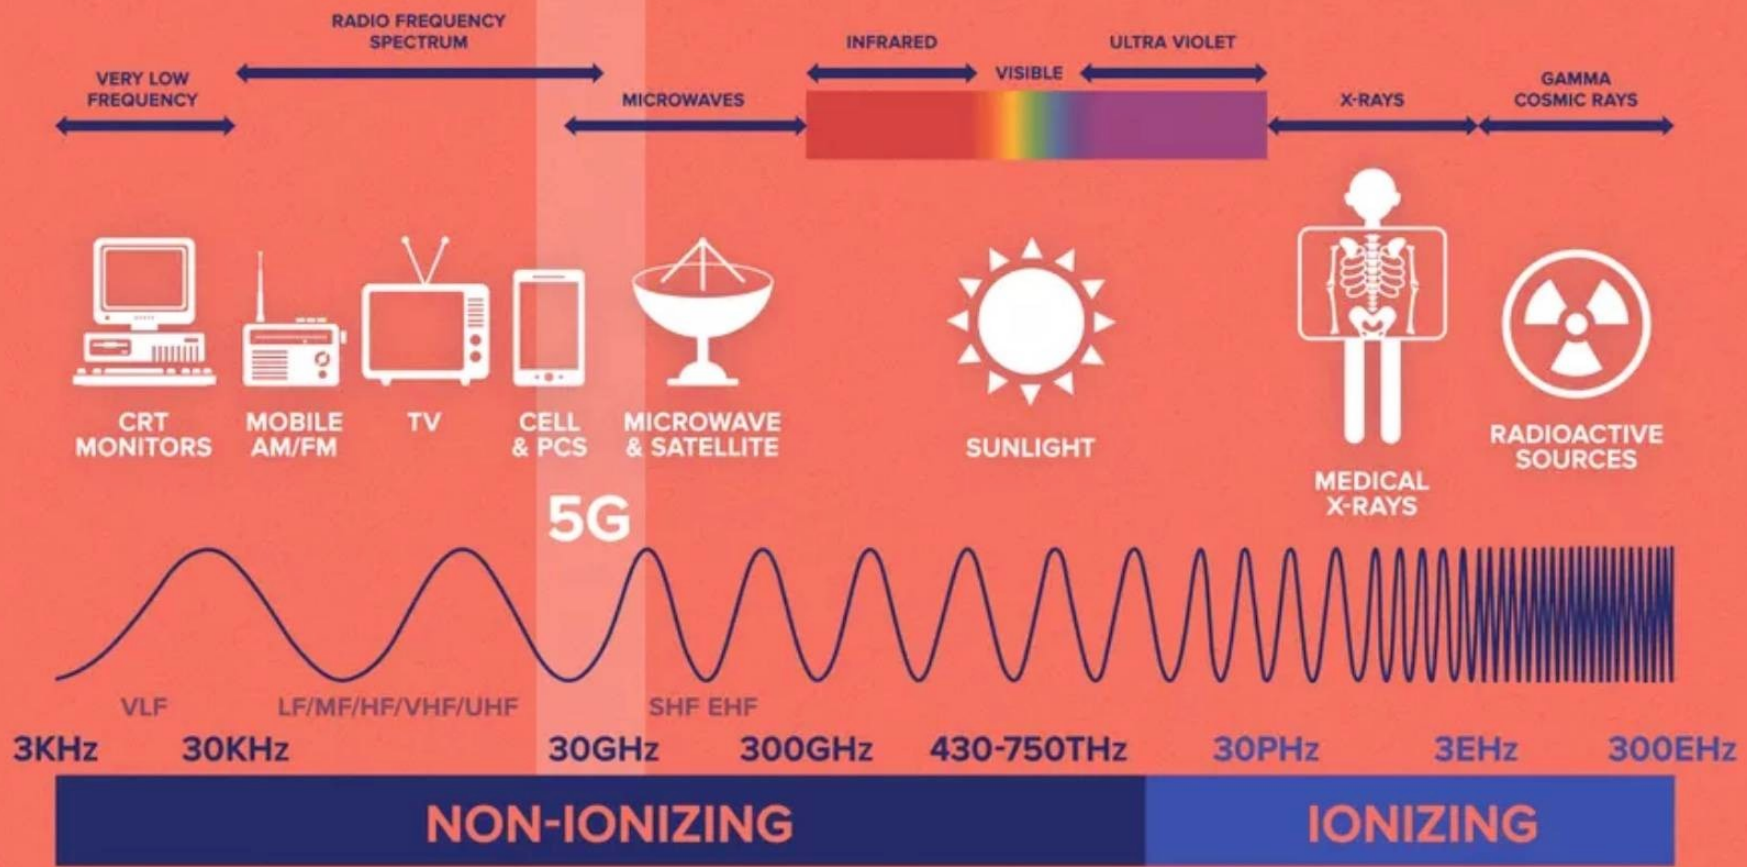 RADIO FREQUENCY
SPECTRUM
INFRARED
ULTRA VIOLET
VERY LOW
FREQUENCY
VISIBLE
GAMMA
COSMIC RAYS
MICROWAVES
X-RAYS
CRT
MONITORS
MOBILE
AM/FM
TV
CELL
& PCS
MICROWAVE
& SATELLITE
SUNLIGHT
MEDICAL
X-RAYS
RADIOACTIVE
SOURCES
5G
VLF
LF/MF/HF/VHF/UHF
SHF EHF
3KHz 30KHz 30GHz 300GHz 430-750THz 30PHz 3EHz 300EHz
NON-IONIZING
IONIZING